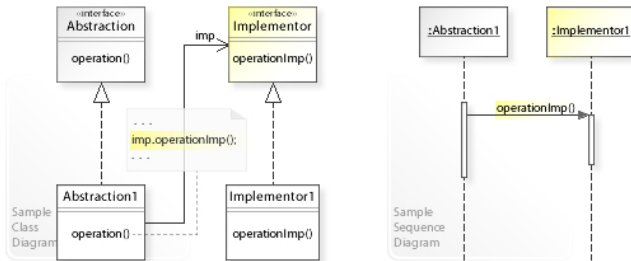 «interface»
Abstraction
operation()
imp
«interface»
Implementor
operationImp()
. . .
imp.operationImp();
. . .
Abstraction1
operation()
Implementor1
operationImp()
Sample
Class
Diagram
:Abstraction1
:Implementor1
operationImp()
Sample
Sequence
Diagram